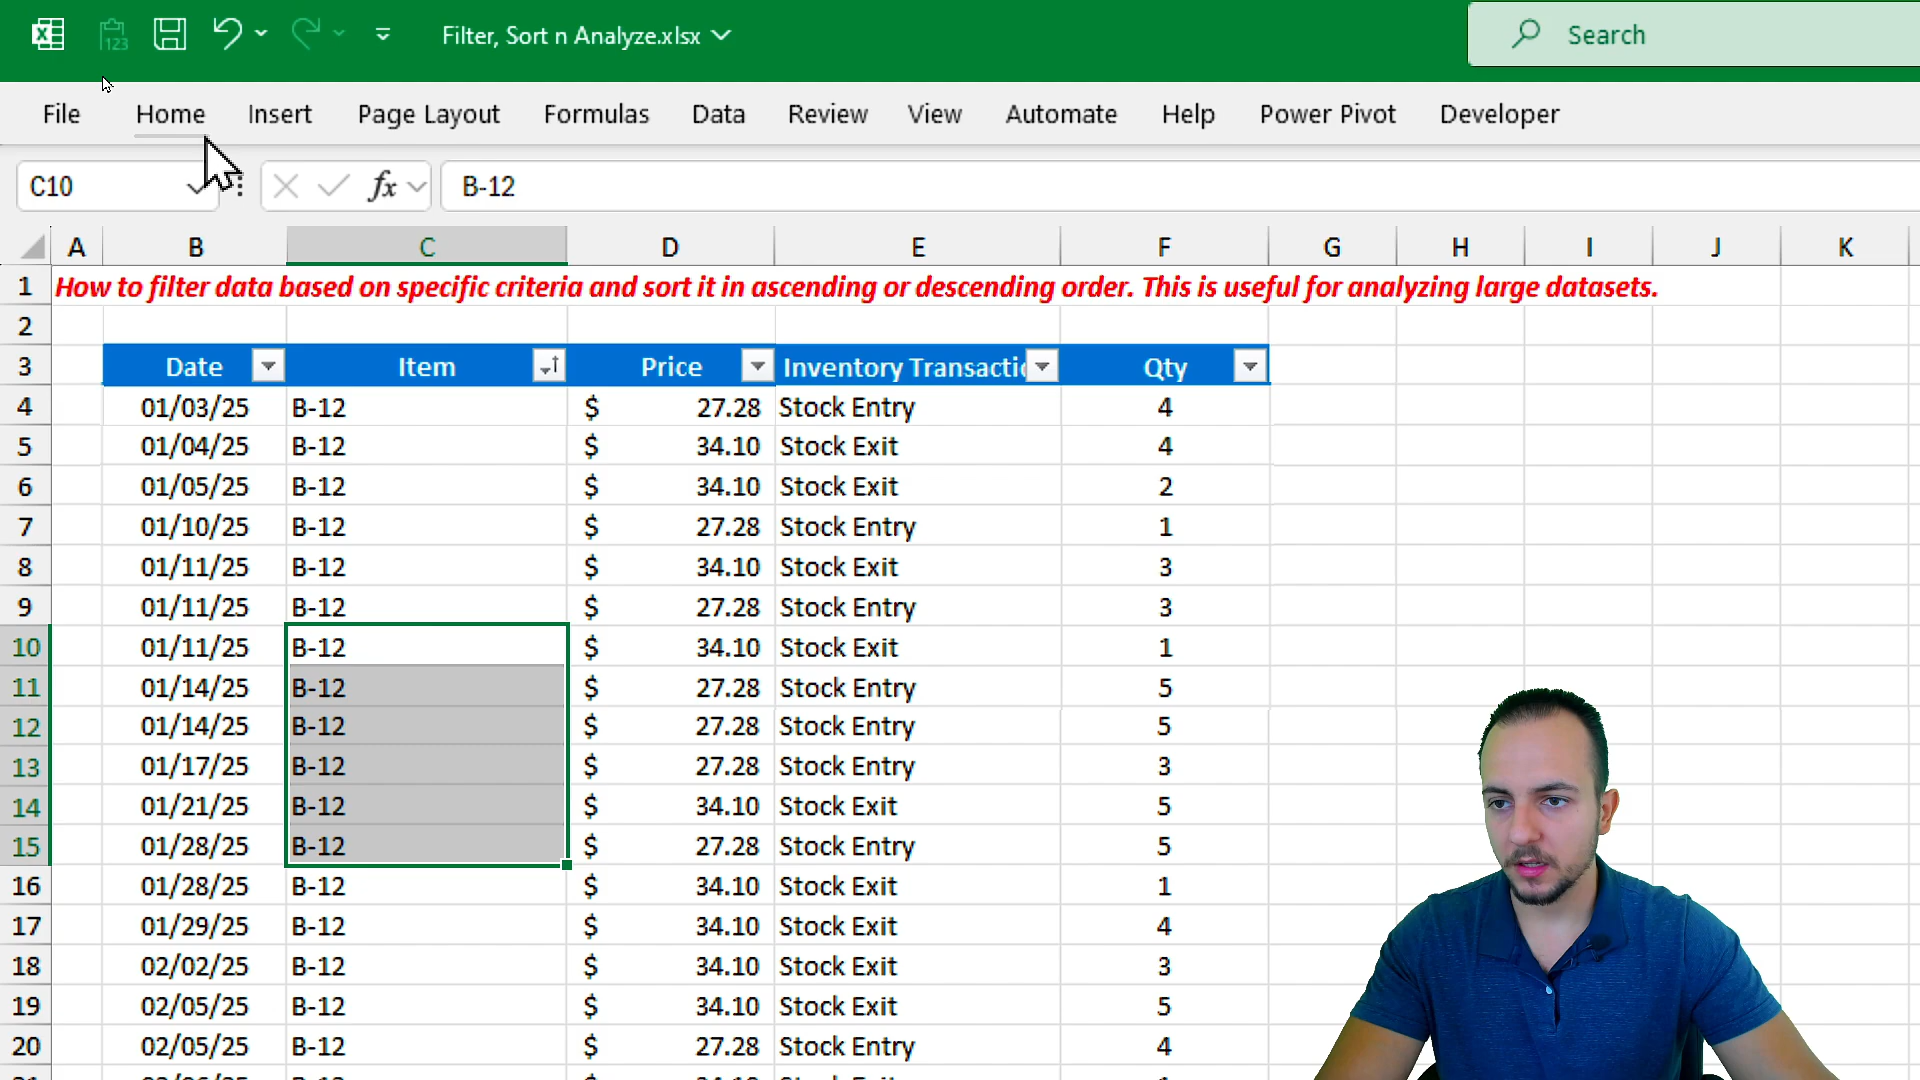 123
Filter, Sort n Analyze.xlsx
Search
File Home Insert Page Layout Formulas Data Review View Automate Help Power Pivot Developer
C10 fx B-12
A B C D E F G H I J K
1 How to filter data based on specific criteria and sort it in ascending or descending order. This is useful for analyzing large datasets.
2
3 Date Item Price Inventory Transactic Qty
4 01/03/25 B-12 $ 27.28 Stock Entry 4
5 01/04/25 B-12 $ 34.10 Stock Exit 4
6 01/05/25 B-12 $ 34.10 Stock Exit 2
7 01/10/25 B-12 $ 27.28 Stock Entry 1
8 01/11/25 B-12 $ 34.10 Stock Exit 3
9 01/11/25 B-12 $ 27.28 Stock Entry 3
10 01/11/25 B-12 $ 34.10 Stock Exit 1
11 01/14/25 B-12 $ 27.28 Stock Entry 5
12 01/14/25 B-12 $ 27.28 Stock Entry 5
13 01/17/25 B-12 $ 27.28 Stock Entry 3
14 01/21/25 B-12 $ 34.10 Stock Exit 5
15 01/28/25 B-12 $ 27.28 Stock Entry 5
16 01/28/25 B-12 $ 34.10 Stock Exit 1
17 01/29/25 B-12 $ 34.10 Stock Exit 4
18 02/02/25 B-12 $ 34.10 Stock Exit 3
19 02/05/25 B-12 $ 34.10 Stock Exit 5
20 02/05/25 B-12 $ 27.28 Stock Entry 4